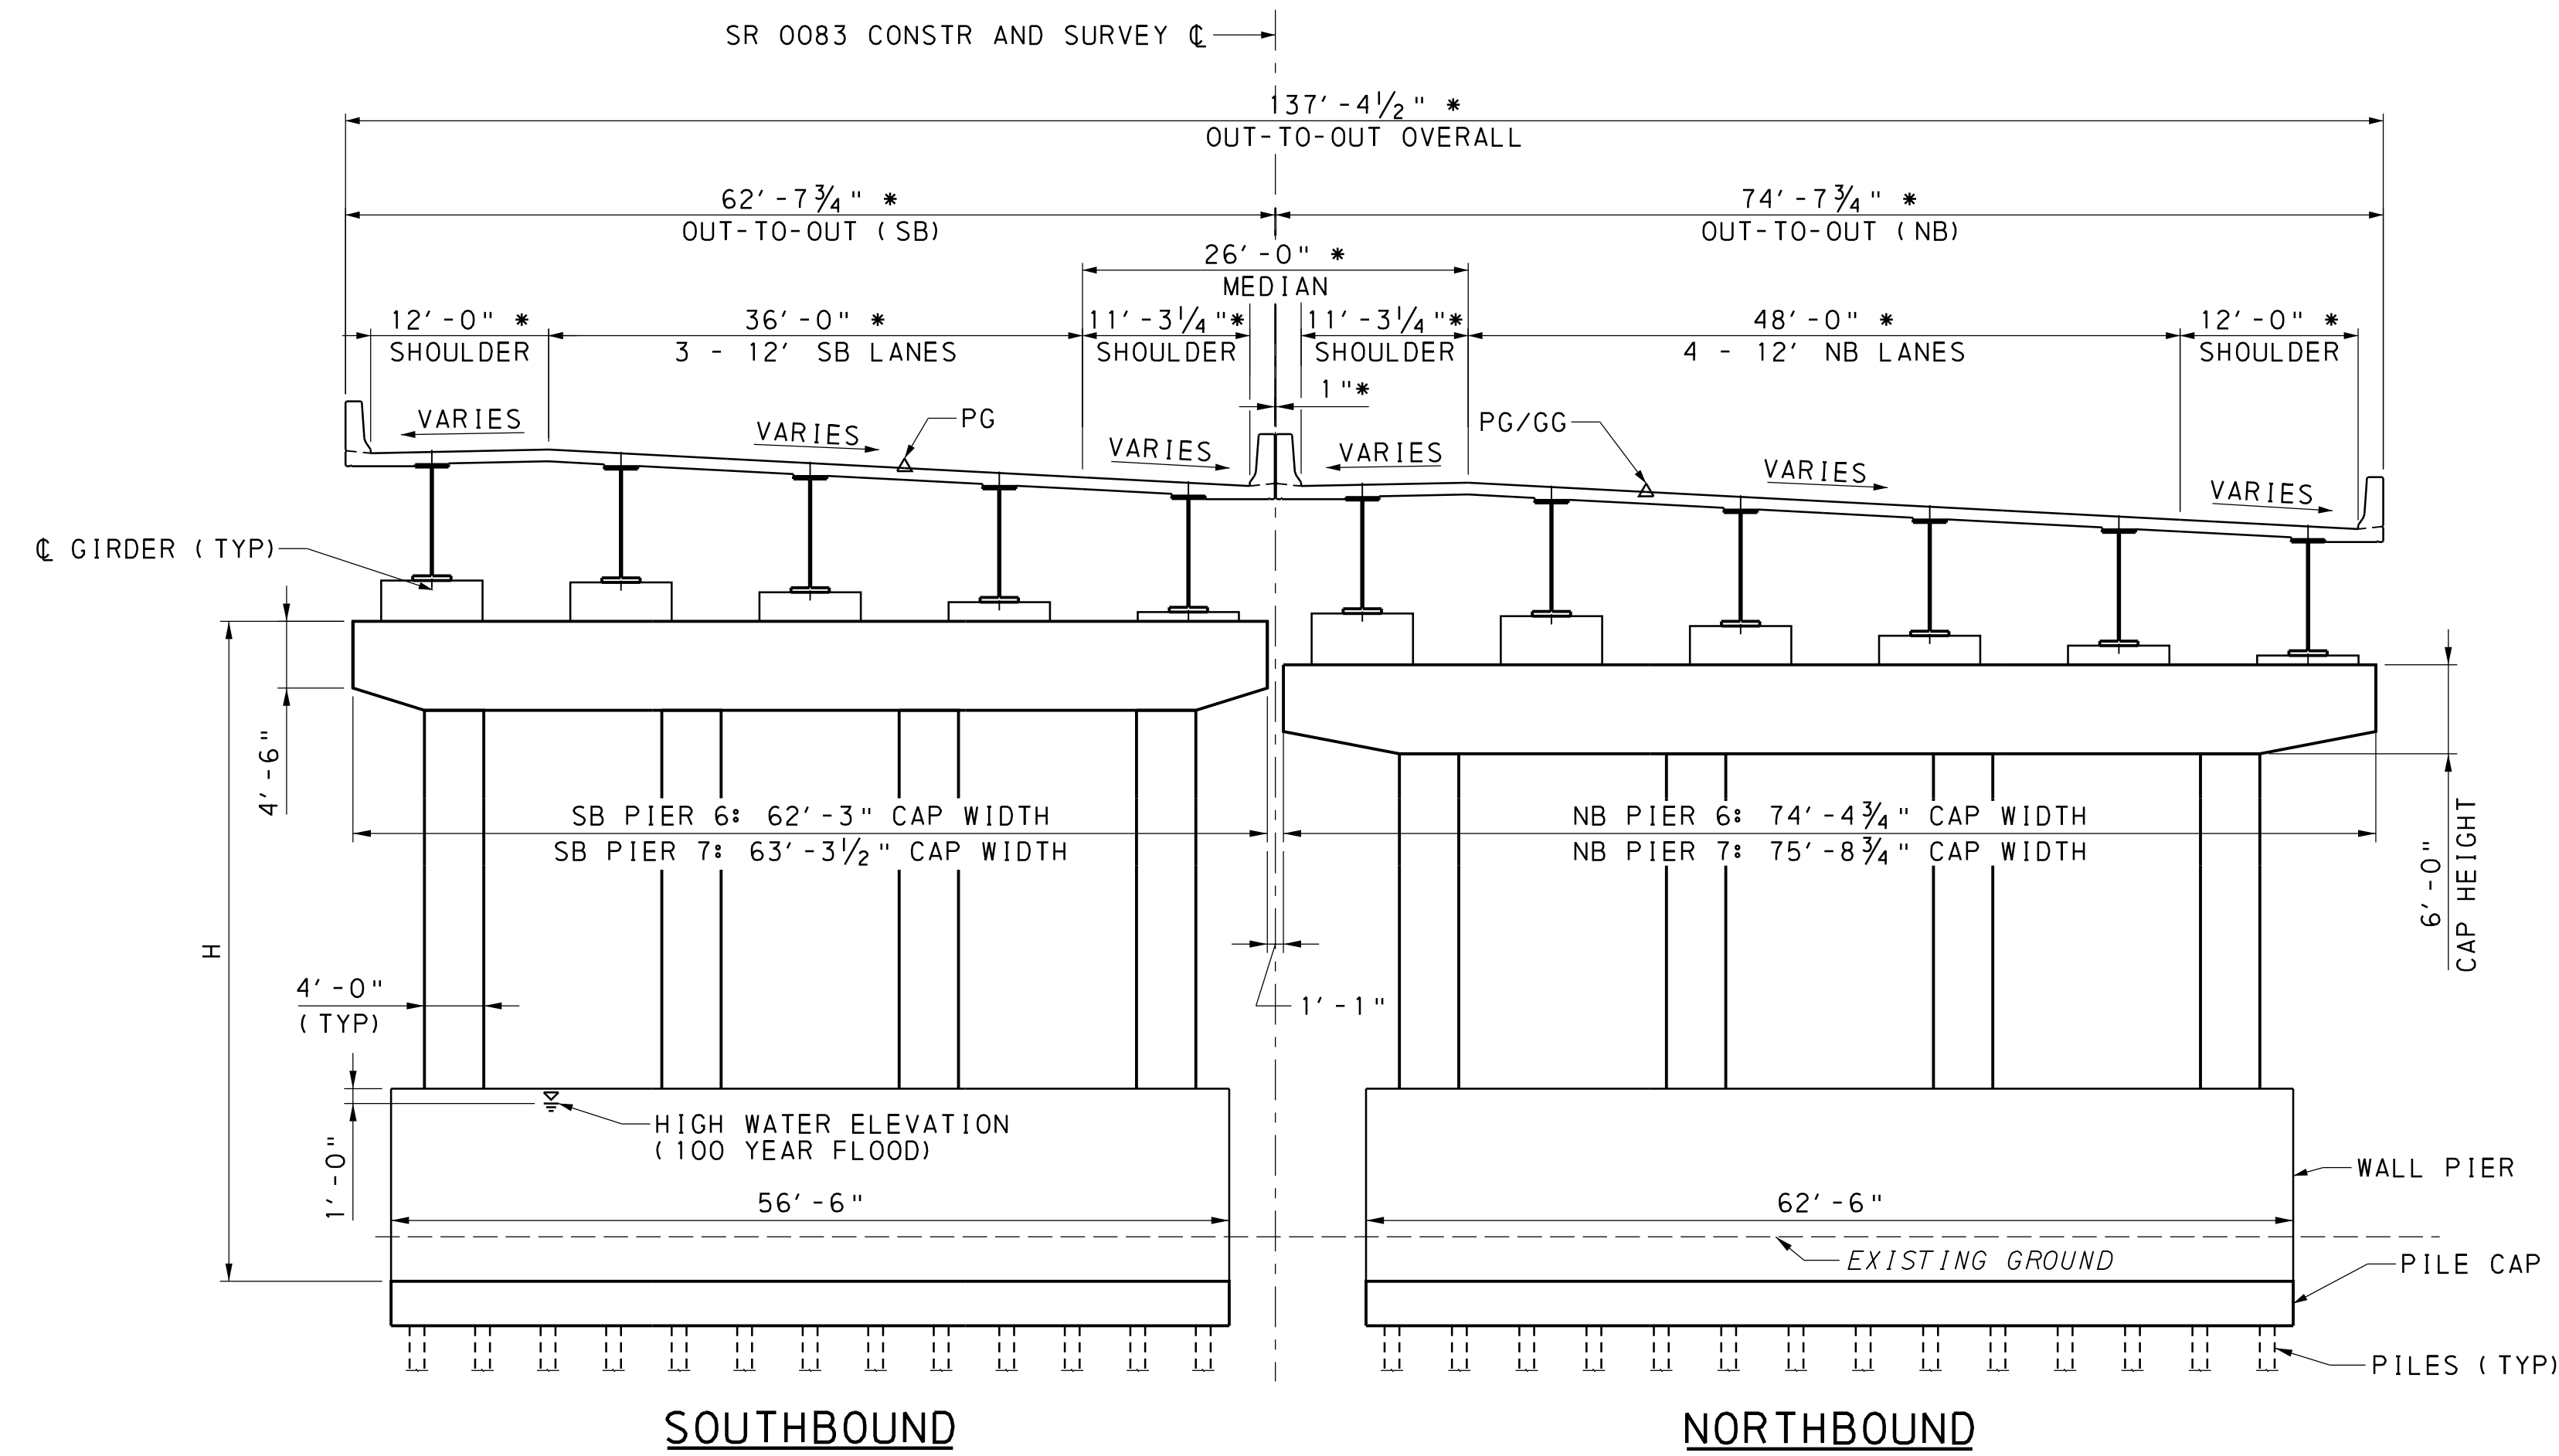 SR 0083 CONSTR AND SURVEY ℄
137'-4½" *
OUT-TO-OUT OVERALL
62'-7¾" *
OUT-TO-OUT (SB)
74'-7¾" *
OUT-TO-OUT (NB)
26'-0" *
MEDIAN
12'-0" *
SHOULDER
36'-0" *
3 - 12' SB LANES
11'-3¼"*
SHOULDER
11'-3¼"*
SHOULDER
48'-0" *
4 - 12' NB LANES
12'-0" *
SHOULDER
1"*
VARIES
VARIES
PG
VARIES
VARIES
PG/GG
VARIES
VARIES
℄ GIRDER (TYP)
4'-6"
SB PIER 6: 62'-3" CAP WIDTH
SB PIER 7: 63'-3½" CAP WIDTH
NB PIER 6: 74'-4¾" CAP WIDTH
NB PIER 7: 75'-8¾" CAP WIDTH
6'-0"
CAP HEIGHT
H
4'-0"
(TYP)
1'-1"
1'-0"
HIGH WATER ELEVATION
(100 YEAR FLOOD)
WALL PIER
56'-6"
62'-6"
EXISTING GROUND
PILE CAP
PILES (TYP)
SOUTHBOUND
NORTHBOUND